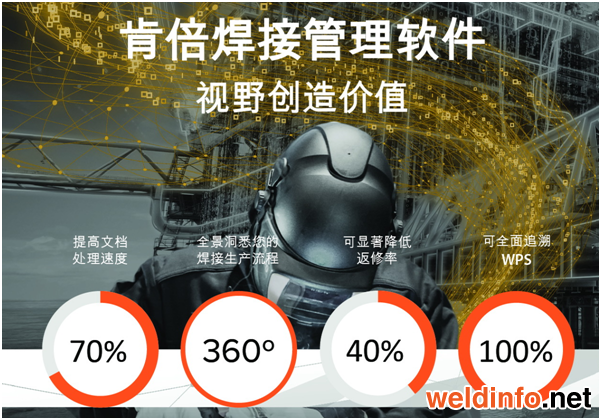 肯倍焊接管理软件
视野创造价值
提高文档
处理速度
全景洞悉您的
焊接生产流程
可显著降低
返修率
可全面追溯
WPS
70%
360°
40%
100%
weldinfo.net